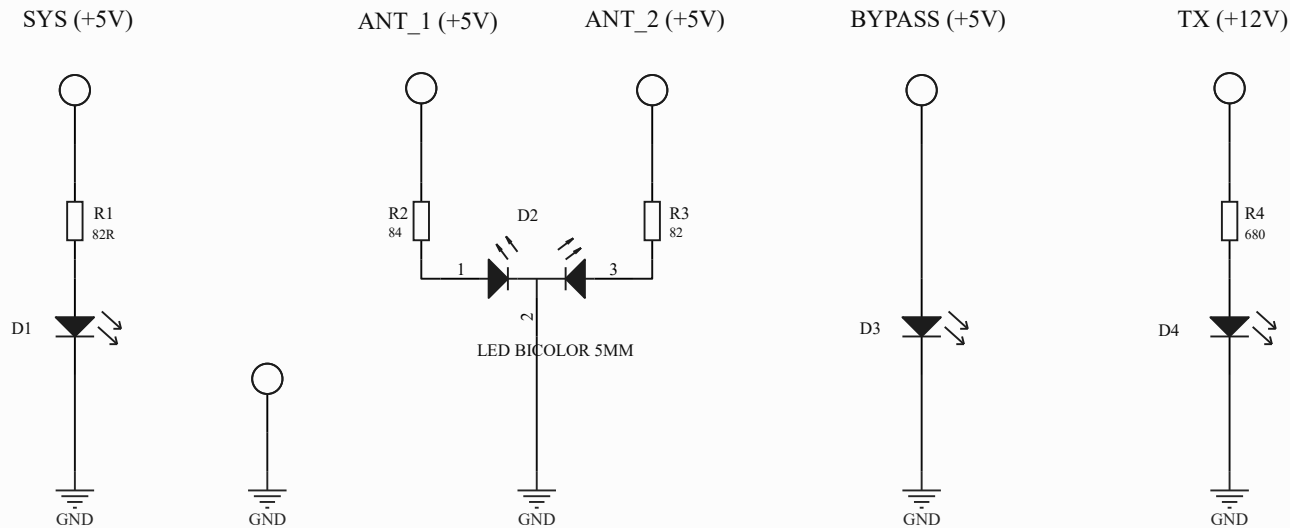 SYS (+5V)
ANT_1 (+5V)
ANT_2 (+5V)
BYPASS (+5V)
TX (+12V)
R1
82R
R2
84
D2
R3
82
R4
680
1
3
2
D1
D3
D4
LED BICOLOR 5MM
GND
GND
GND
GND
GND